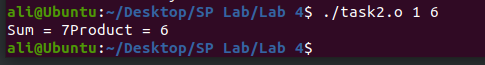 ali@Ubuntu:~/Desktop/SP Lab/Lab 4$ ./task2.o 1 6
Sum = 7Product = 6
ali@Ubuntu:~/Desktop/SP Lab/Lab 4$